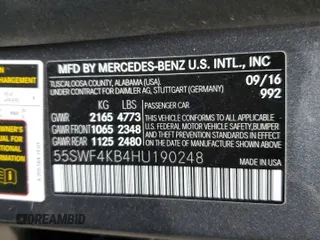 MFD BY MERCEDES-BENZ U.S. INTL., INC
TUSCALOOSA COUNTY, ALABAMA (USA).
UNDER CONTRACT FOR DAIMLER AG, STUTTGART (GERMANY)
09/16
992
KG LBS
PASSENGER CAR
GVWR 2165 4773
GAWR FRONT 1065 2348
GAWR REAR 1125 2480
THIS VEHICLE CONFORMS TO ALL APPLICABLE
FEDERAL MOTOR VEHICLE SAFETY, BUMPER,
AND THEFT PREVENTION STANDARDS IN EFFECT
ON THE DATE OF MANUFACTURE SHOWN ABOVE.
55SWF4KB4HU190248
DREAMBID